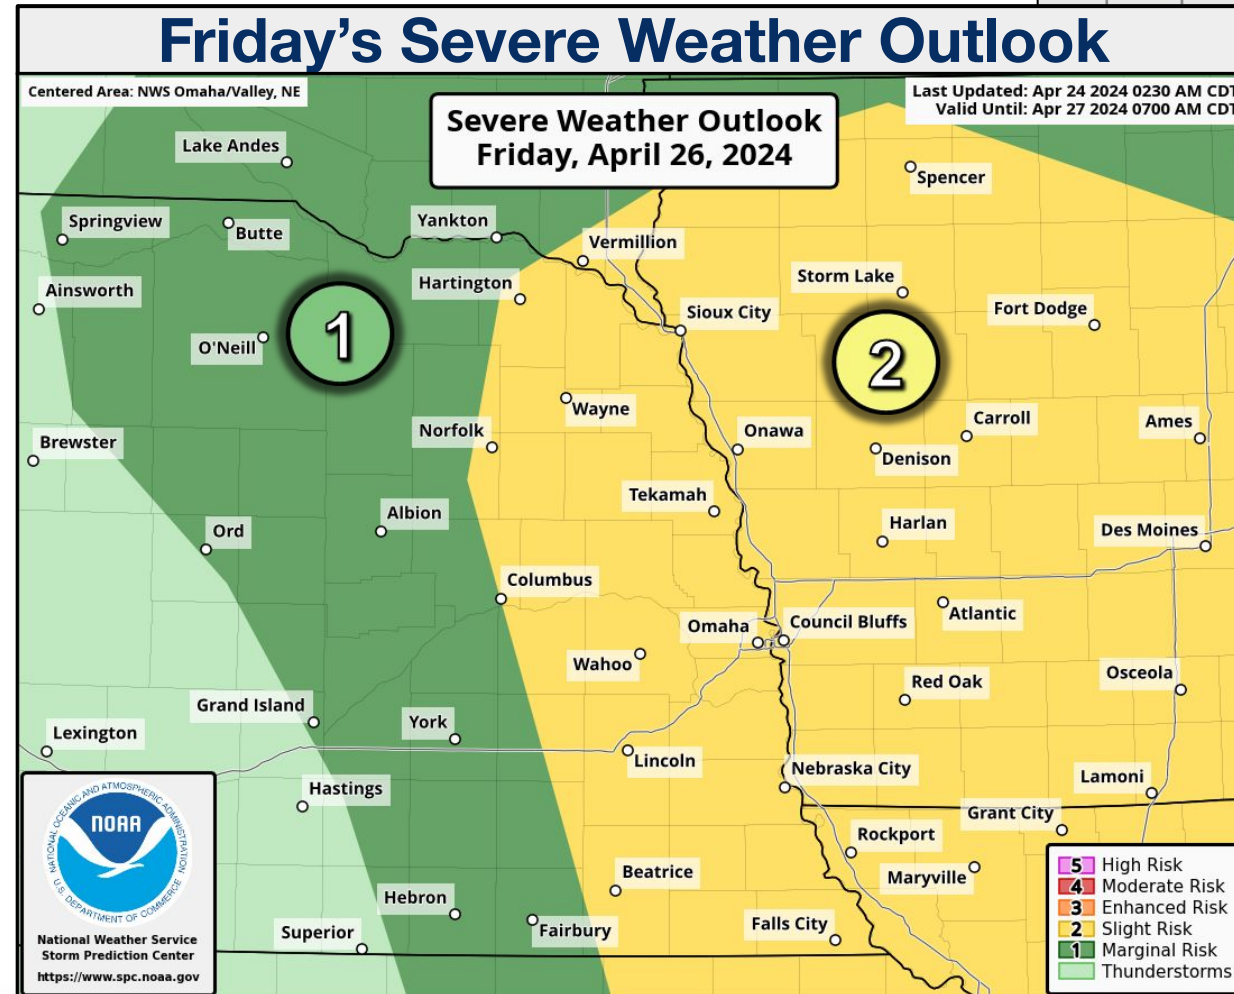 Friday’s Severe Weather Outlook
Centered Area: NWS Omaha/Valley, NE
Last Updated: Apr 24 2024 0230 AM CDT
Valid Until: Apr 27 2024 0700 AM CDT
Severe Weather Outlook
Friday, April 26, 2024
Lake Andes
Spencer
Springview
Butte
Yankton
Vermillion
Hartington
Storm Lake
Ainsworth
Sioux City
Fort Dodge
O'Neill
1
2
Wayne
Norfolk
Onawa
Carroll
Ames
Brewster
Denison
Tekamah
Albion
Harlan
Ord
Des Moines
Columbus
Atlantic
Omaha
Council Bluffs
Wahoo
Red Oak
Osceola
Grand Island
York
Lexington
Lincoln
Nebraska City
Lamoni
Hastings
Grant City
Rockport
Maryville
Beatrice
Hebron
Fairbury
Falls City
Superior
NATIONAL OCEANIC AND ATMOSPHERIC ADMINISTRATION
NOAA
U.S. DEPARTMENT OF COMMERCE
National Weather Service
Storm Prediction Center
https://www.spc.noaa.gov
5 High Risk
4 Moderate Risk
3 Enhanced Risk
2 Slight Risk
1 Marginal Risk
Thunderstorms